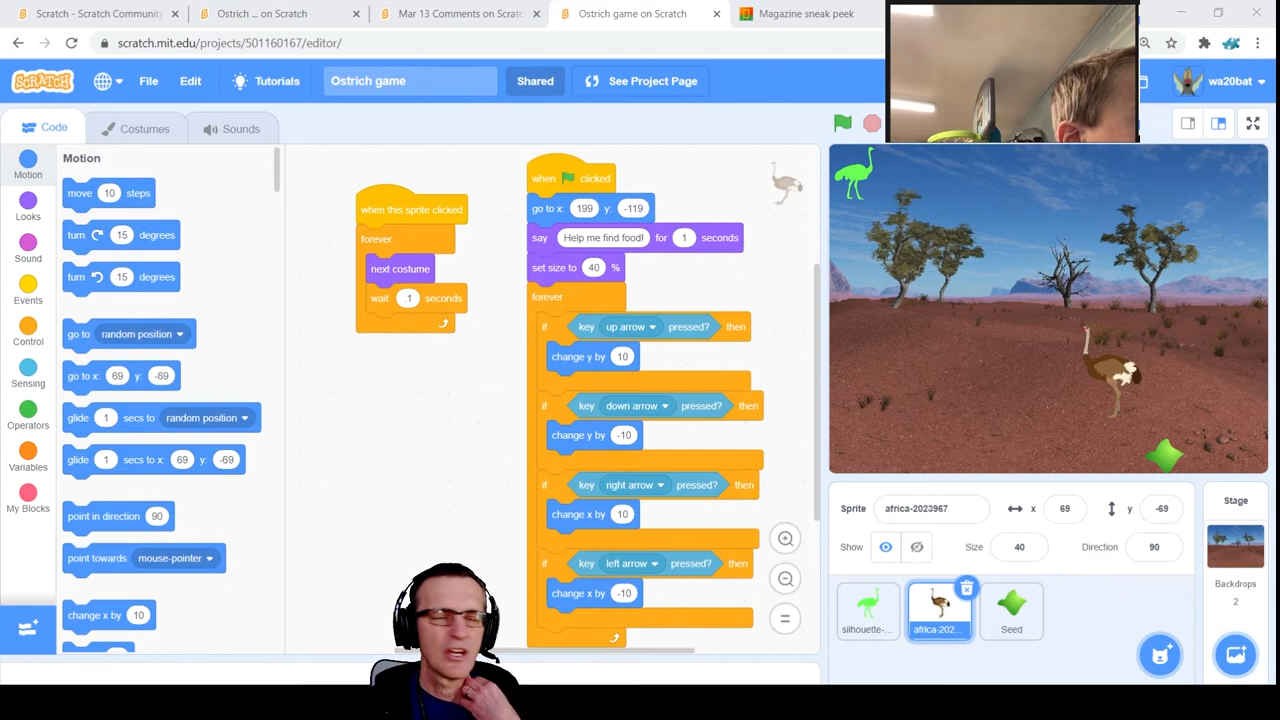 Scratch - Scratch Community
Ostrich ... on Scratch
Mar 13 Comments on Scratc
Ostrich game on Scratch
Magazine sneak peek
scratch.mit.edu/projects/501160167/editor/
SCRATCH
File
Edit
Tutorials
Ostrich game
Shared
See Project Page
wa20bat
Code
Costumes
Sounds
Motion
Looks
Sound
Events
Control
Sensing
Operators
Variables
My Blocks
Motion
move 10 steps
turn 15 degrees
turn 15 degrees
go to random position
go to x: 69 y: -69
glide 1 secs to random position
glide 1 secs to x: 69 y: -69
point in direction 90
point towards mouse-pointer
change x by 10
when this sprite clicked
forever
next costume
wait 1 seconds
when clicked
go to x: 199 y: -119
say Help me find food! for 1 seconds
set size to 40 %
forever
if key up arrow pressed? then
change y by 10
if key down arrow pressed? then
change y by -10
if key right arrow pressed? then
change x by 10
if key left arrow pressed? then
change x by -10
Sprite africa-2023967 x 69 y -69
Show Size 40 Direction 90
silhouette-...
africa-202...
Seed
Stage
Backdrops
2